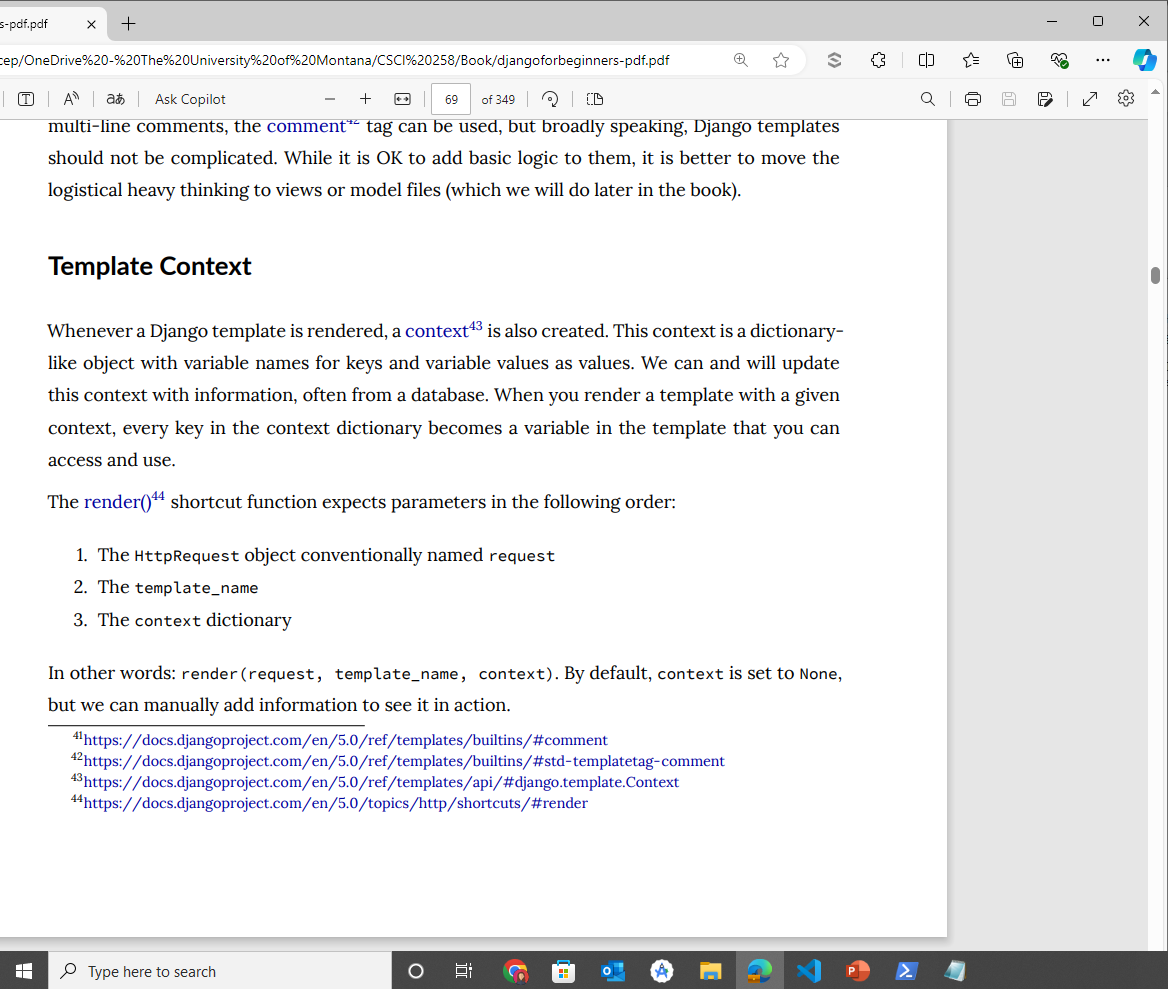 s-pdf.pdf
cep/OneDrive%20-%20The%20University%20of%20Montana/CSCI%20258/Book/djangoforbeginners-pdf.pdf
Ask Copilot
69 of 349
multi-line comments, the comment42 tag can be used, but broadly speaking, Django templates
should not be complicated. While it is OK to add basic logic to them, it is better to move the
logistical heavy thinking to views or model files (which we will do later in the book).
Template Context
Whenever a Django template is rendered, a context43 is also created. This context is a dictionary-
like object with variable names for keys and variable values as values. We can and will update
this context with information, often from a database. When you render a template with a given
context, every key in the context dictionary becomes a variable in the template that you can
access and use.
The render()44 shortcut function expects parameters in the following order:
1. The HttpRequest object conventionally named request
2. The template_name
3. The context dictionary
In other words: render(request, template_name, context). By default, context is set to None,
but we can manually add information to see it in action.
41https://docs.djangoproject.com/en/5.0/ref/templates/builtins/#comment
42https://docs.djangoproject.com/en/5.0/ref/templates/builtins/#std-templatetag-comment
43https://docs.djangoproject.com/en/5.0/ref/templates/api/#django.template.Context
44https://docs.djangoproject.com/en/5.0/topics/http/shortcuts/#render
Type here to search